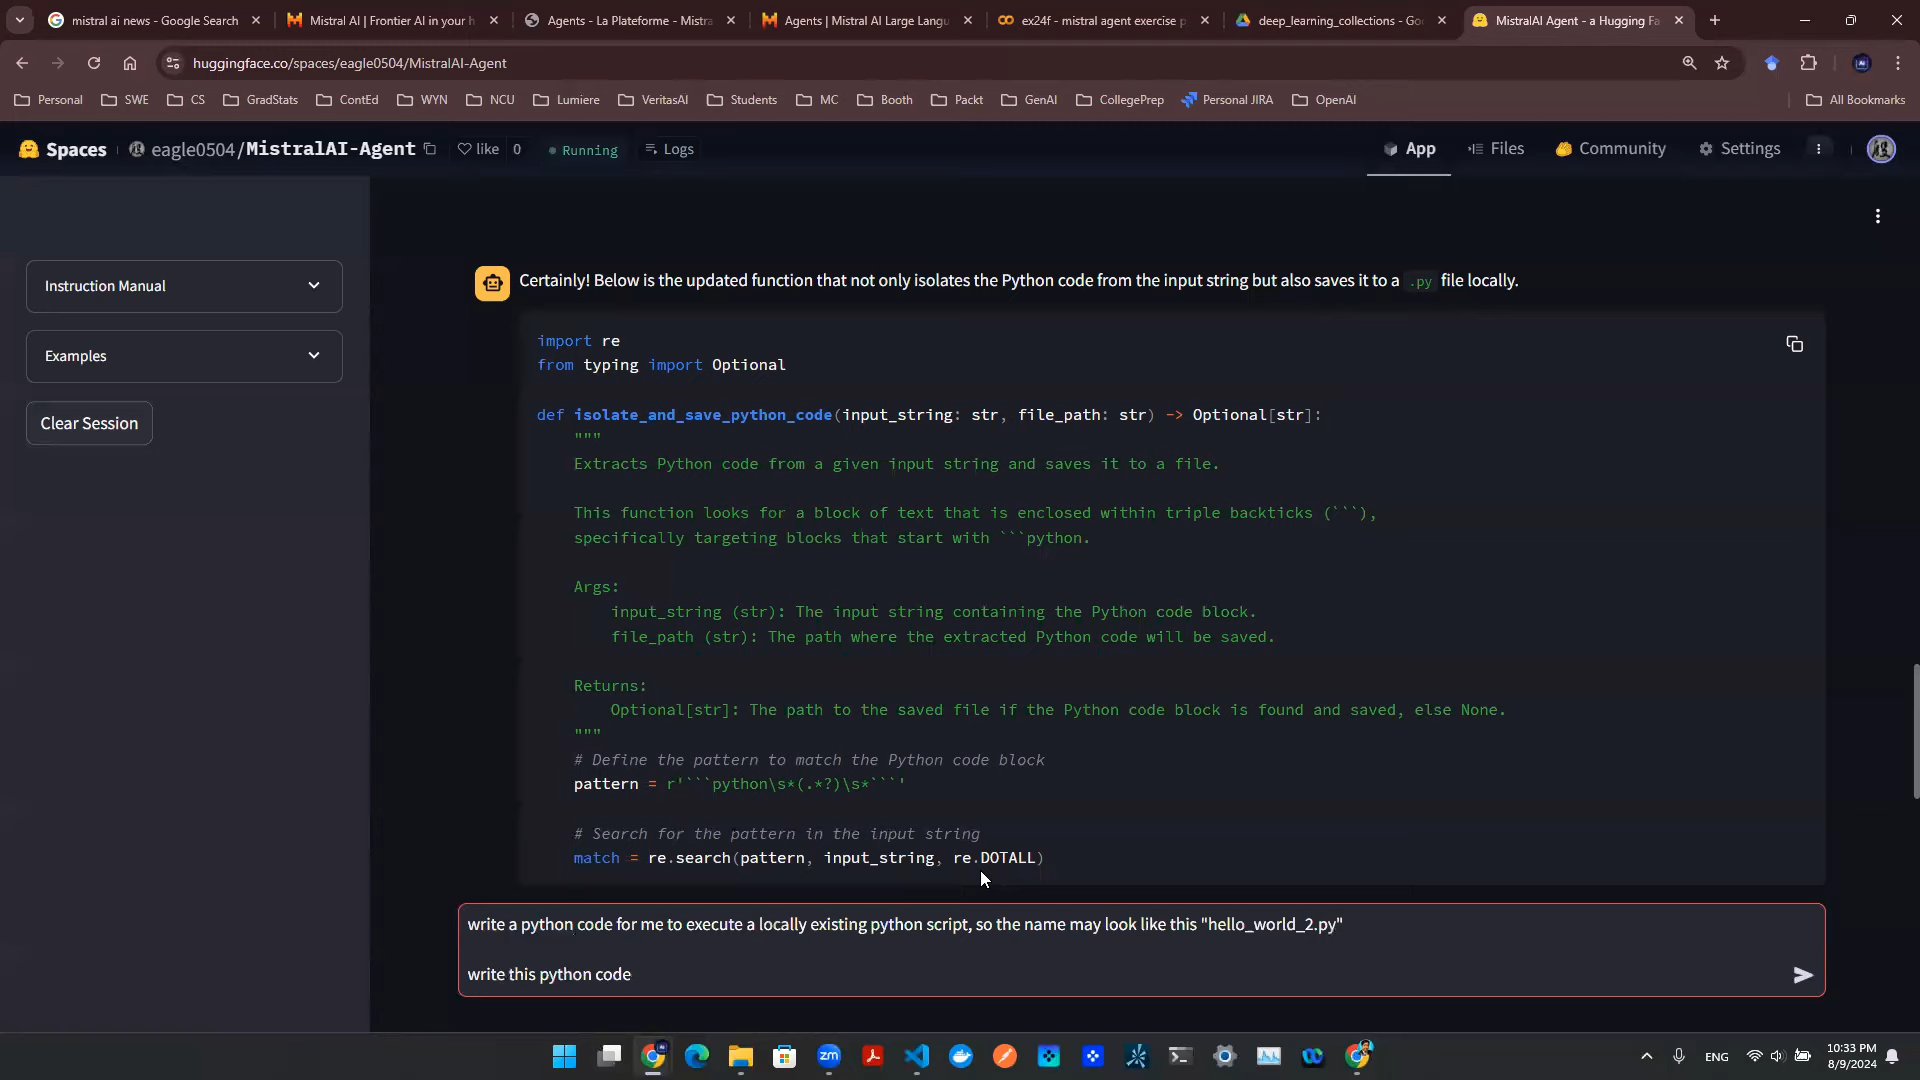 mistral ai news - Google Search
Mistral AI | Frontier AI in your h
Agents - La Plateforme - Mistra
Agents | Mistral AI Large Langu
ex24f - mistral agent exercise p
deep_learning_collections - Goo
MistralAI Agent - a Hugging Fa
huggingface.co/spaces/eagle0504/MistralAI-Agent
Personal
SWE
CS
GradStats
ContEd
WYN
NCU
Lumiere
VeritasAI
Students
MC
Booth
Packt
GenAI
CollegePrep
Personal JIRA
OpenAI
All Bookmarks
Spaces
eagle0504/MistralAI-Agent
like 0
Running
Logs
App
Files
Community
Settings
Instruction Manual
Examples
Clear Session
Certainly! Below is the updated function that not only isolates the Python code from the input string but also saves it to a .py file locally.
import re
from typing import Optional
def isolate_and_save_python_code(input_string: str, file_path: str) -> Optional[str]:
"""
Extracts Python code from a given input string and saves it to a file.
This function looks for a block of text that is enclosed within triple backticks (```),
specifically targeting blocks that start with ```python.
Args:
input_string (str): The input string containing the Python code block.
file_path (str): The path where the extracted Python code will be saved.
Returns:
Optional[str]: The path to the saved file if the Python code block is found and saved, else None.
"""
# Define the pattern to match the Python code block
pattern = r'```python\s*(.*?)\s*```'
# Search for the pattern in the input string
match = re.search(pattern, input_string, re.DOTALL)
write a python code for me to execute a locally existing python script, so the name may look like this "hello_world_2.py"
write this python code
zm
ENG
10:33 PM
8/9/2024